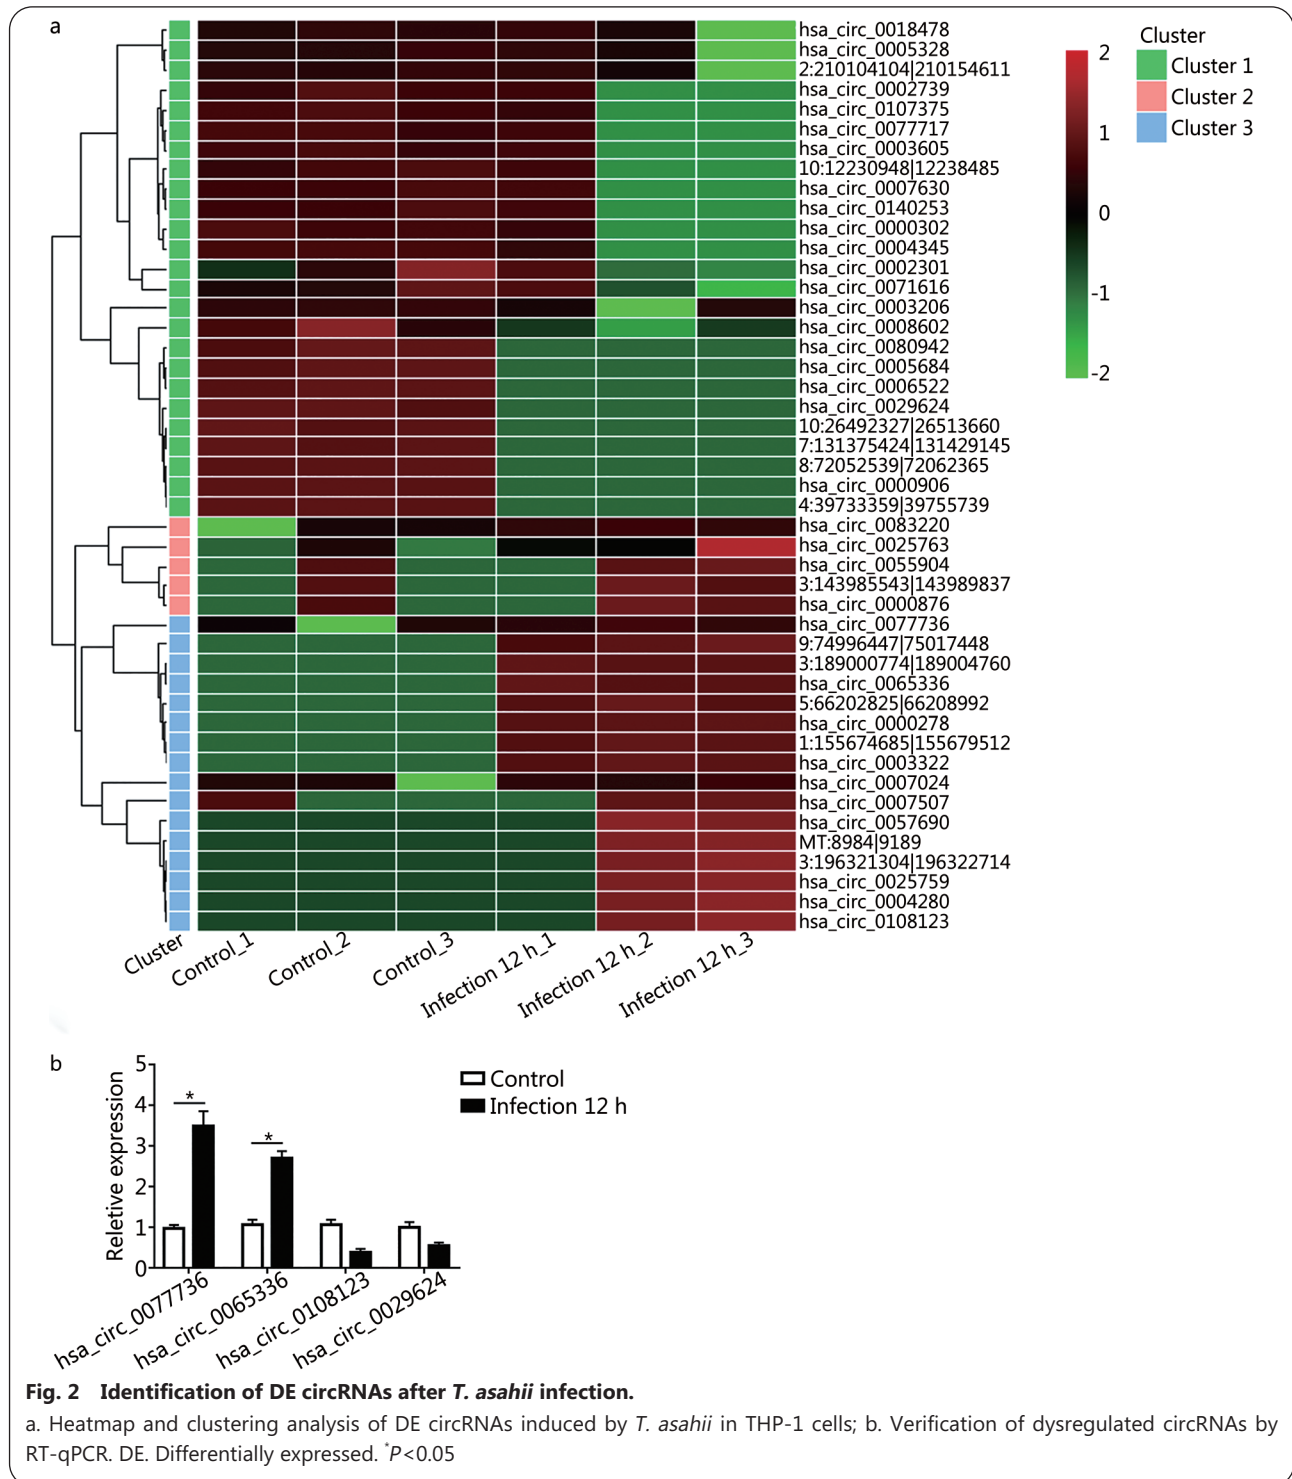 a
hsa_circ_0018478
hsa_circ_0005328
2:210104104|210154611
hsa_circ_0002739
hsa_circ_0107375
hsa_circ_0077717
hsa_circ_0003605
10:12230948|12238485
hsa_circ_0007630
hsa_circ_0140253
hsa_circ_0000302
hsa_circ_0004345
hsa_circ_0002301
hsa_circ_0071616
hsa_circ_0003206
hsa_circ_0008602
hsa_circ_0080942
hsa_circ_0005684
hsa_circ_0006522
hsa_circ_0029624
10:26492327|26513660
7:131375424|131429145
8:72052539|72062365
hsa_circ_0000906
4:39733359|39755739
hsa_circ_0083220
hsa_circ_0025763
hsa_circ_0055904
3:143985543|143989837
hsa_circ_0000876
hsa_circ_0077736
9:74996447|75017448
3:189000774|189004760
hsa_circ_0065336
5:66202825|66208992
hsa_circ_0000278
1:155674685|155679512
hsa_circ_0003322
hsa_circ_0007024
hsa_circ_0007507
hsa_circ_0057690
MT:8984|9189
3:196321304|196322714
hsa_circ_0025759
hsa_circ_0004280
hsa_circ_0108123
2
1
0
-1
-2
Cluster
Cluster 1
Cluster 2
Cluster 3
Cluster
Control_1
Control_2
Control_3
Infection 12 h_1
Infection 12 h_2
Infection 12 h_3
b
Reletive expression
5
4
3
2
1
0
*
*
Control
Infection 12 h
hsa_circ_0077736
hsa_circ_0065336
hsa_circ_0108123
hsa_circ_0029624
Fig. 2 Identification of DE circRNAs after T. asahii infection.
a. Heatmap and clustering analysis of DE circRNAs induced by T. asahii in THP-1 cells; b. Verification of dysregulated circRNAs by
RT-qPCR. DE. Differentially expressed. *P<0.05